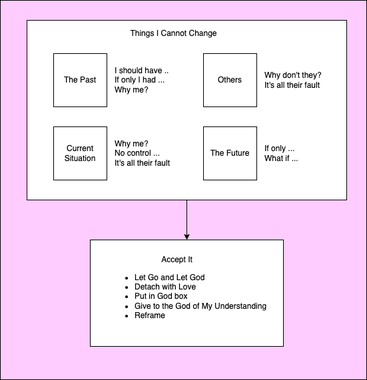 Things I Cannot Change
The Past
I should have ..
If only I had ...
Why me?
Others
Why don't they?
It's all their fault
Current
Situation
Why me?
No control ...
It's all their fault
The Future
If only ...
What if ...
Accept It
• Let Go and Let God
• Detach with Love
• Put in God box
• Give to the God of My Understanding
• Reframe